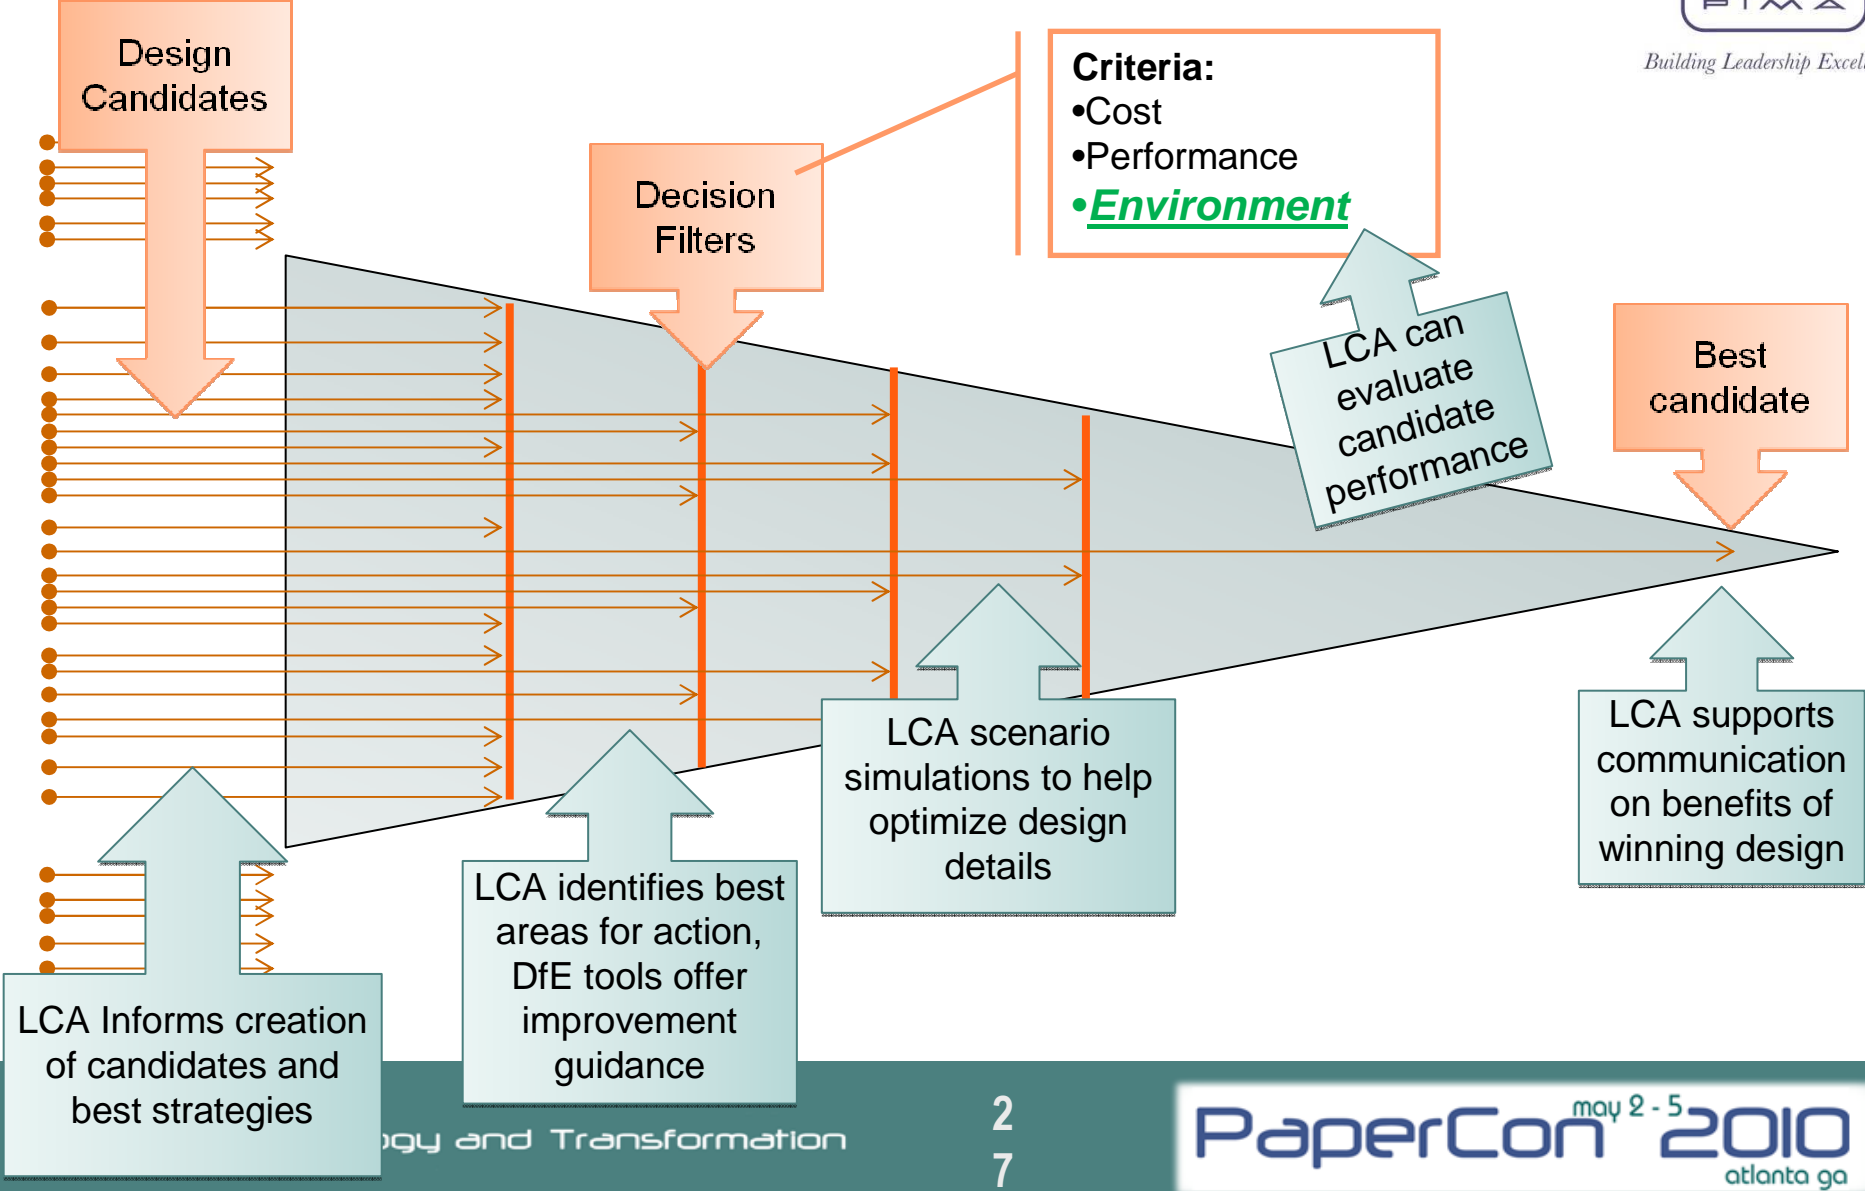 Design
Candidates
Decision
Filters
Criteria:
•Cost
•Performance
•Environment
PIMA
Building Leadership
LCA can
evaluate
candidate
performance
Best
candidate
LCA Informs creation
of candidates and
best strategies
LCA identifies best
areas for action,
DfE tools offer
improvement
guidance
LCA scenario
simulations to help
optimize design
details
LCA supports
communication
on benefits of
winning design
and Transformation
2
7
PaperCon may 2 - 5 2010
atlanta ga